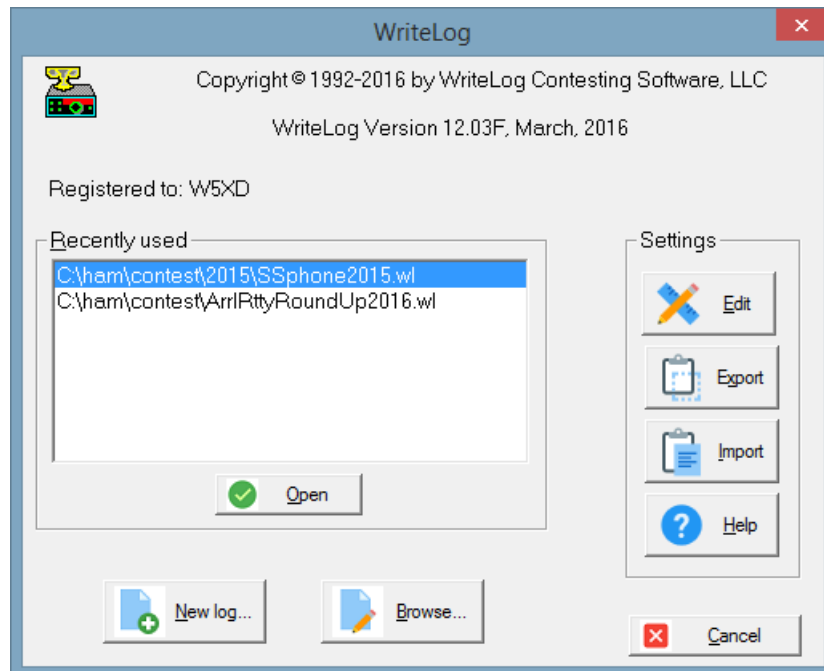 WriteLog
Copyright © 1992-2016 by WriteLog Contesting Software, LLC
WriteLog Version 12.03F, March, 2016
Registered to: W5XD
Recently used
C:\ham\contest\2015\SSphone2015.wl
C:\ham\contest\ArrlRttyRoundUp2016.wl
Open
Settings
Edit
Export
Import
Help
New log...
Browse...
Cancel